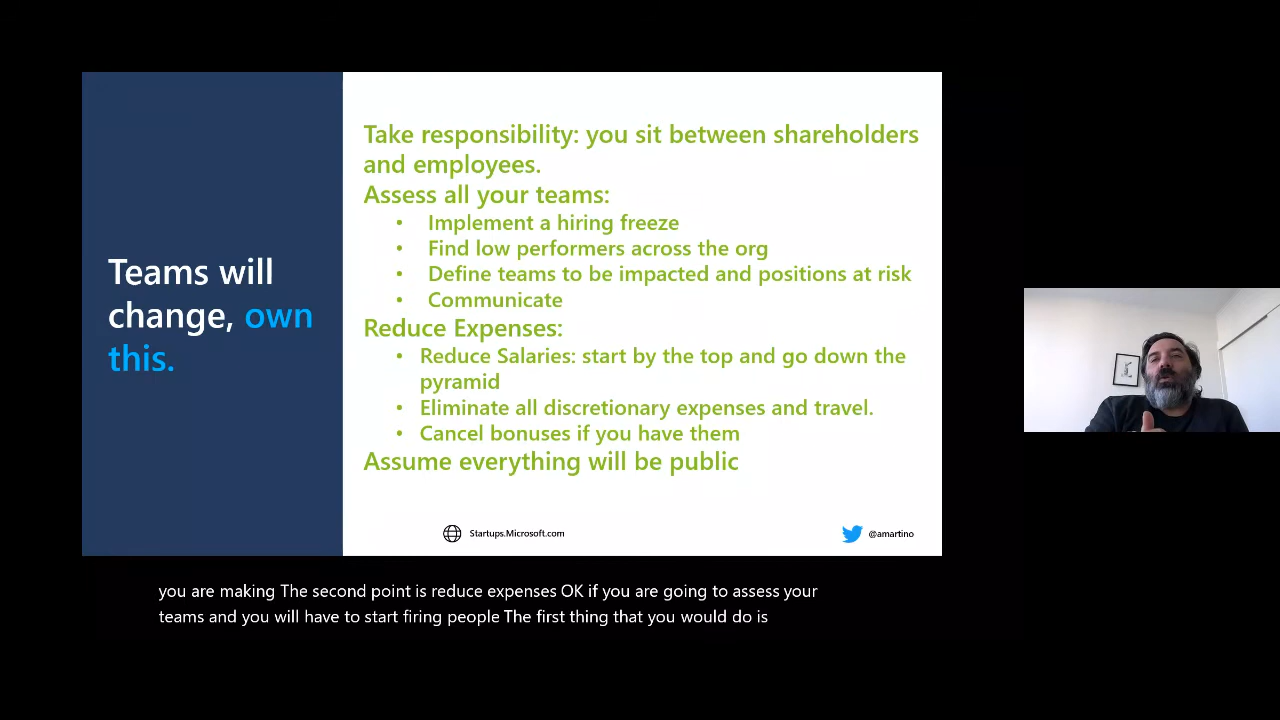 Teams will
change, own
this.
Take responsibility: you sit between shareholders
and employees.
Assess all your teams:
• Implement a hiring freeze
• Find low performers across the org
• Define teams to be impacted and positions at risk
• Communicate
Reduce Expenses:
• Reduce Salaries: start by the top and go down the
pyramid
• Eliminate all discretionary expenses and travel.
• Cancel bonuses if you have them
Assume everything will be public
Startups.Microsoft.com
@amartino
you are making The second point is reduce expenses OK if you are going to assess your
teams and you will have to start firing people The first thing that you would do is